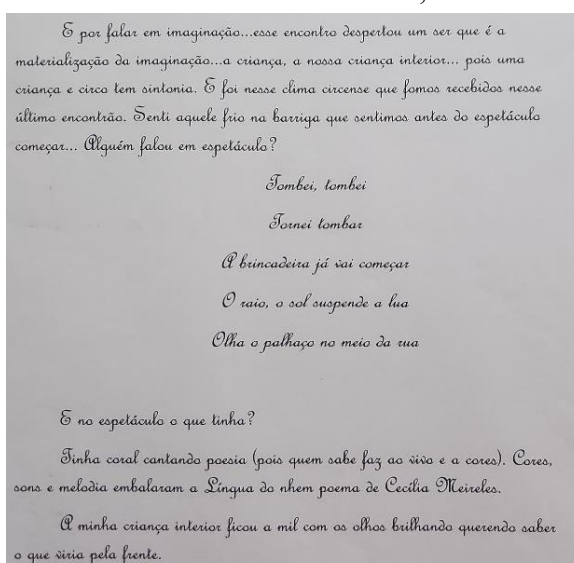 E por falar em imaginação...esse encontro despertou um ser que é a
materialização da imaginação...a criança, a nossa criança interior... pois uma
criança e circo tem sintonia. E foi nesse clima circense que fomos recebidos nesse
último encontrão. Senti aquele frio na barriga que sentimos antes do espetáculo
começar... Alguém falou em espetáculo?
Tombei, tombei
Tornei tombar
A brincadeira já vai começar
O raio, o sol suspende a lua
Olha o palhaço no meio da rua
E no espetáculo o que tinha?
Tinha coral cantando poesia (pois quem sabe faz ao vivo e a cores). Cores,
sons e melodia embalaram a Língua do nhem poema de Cecília Meireles.
A minha criança interior ficou a mil com os olhos brilhando querendo saber
o que viria pela frente.